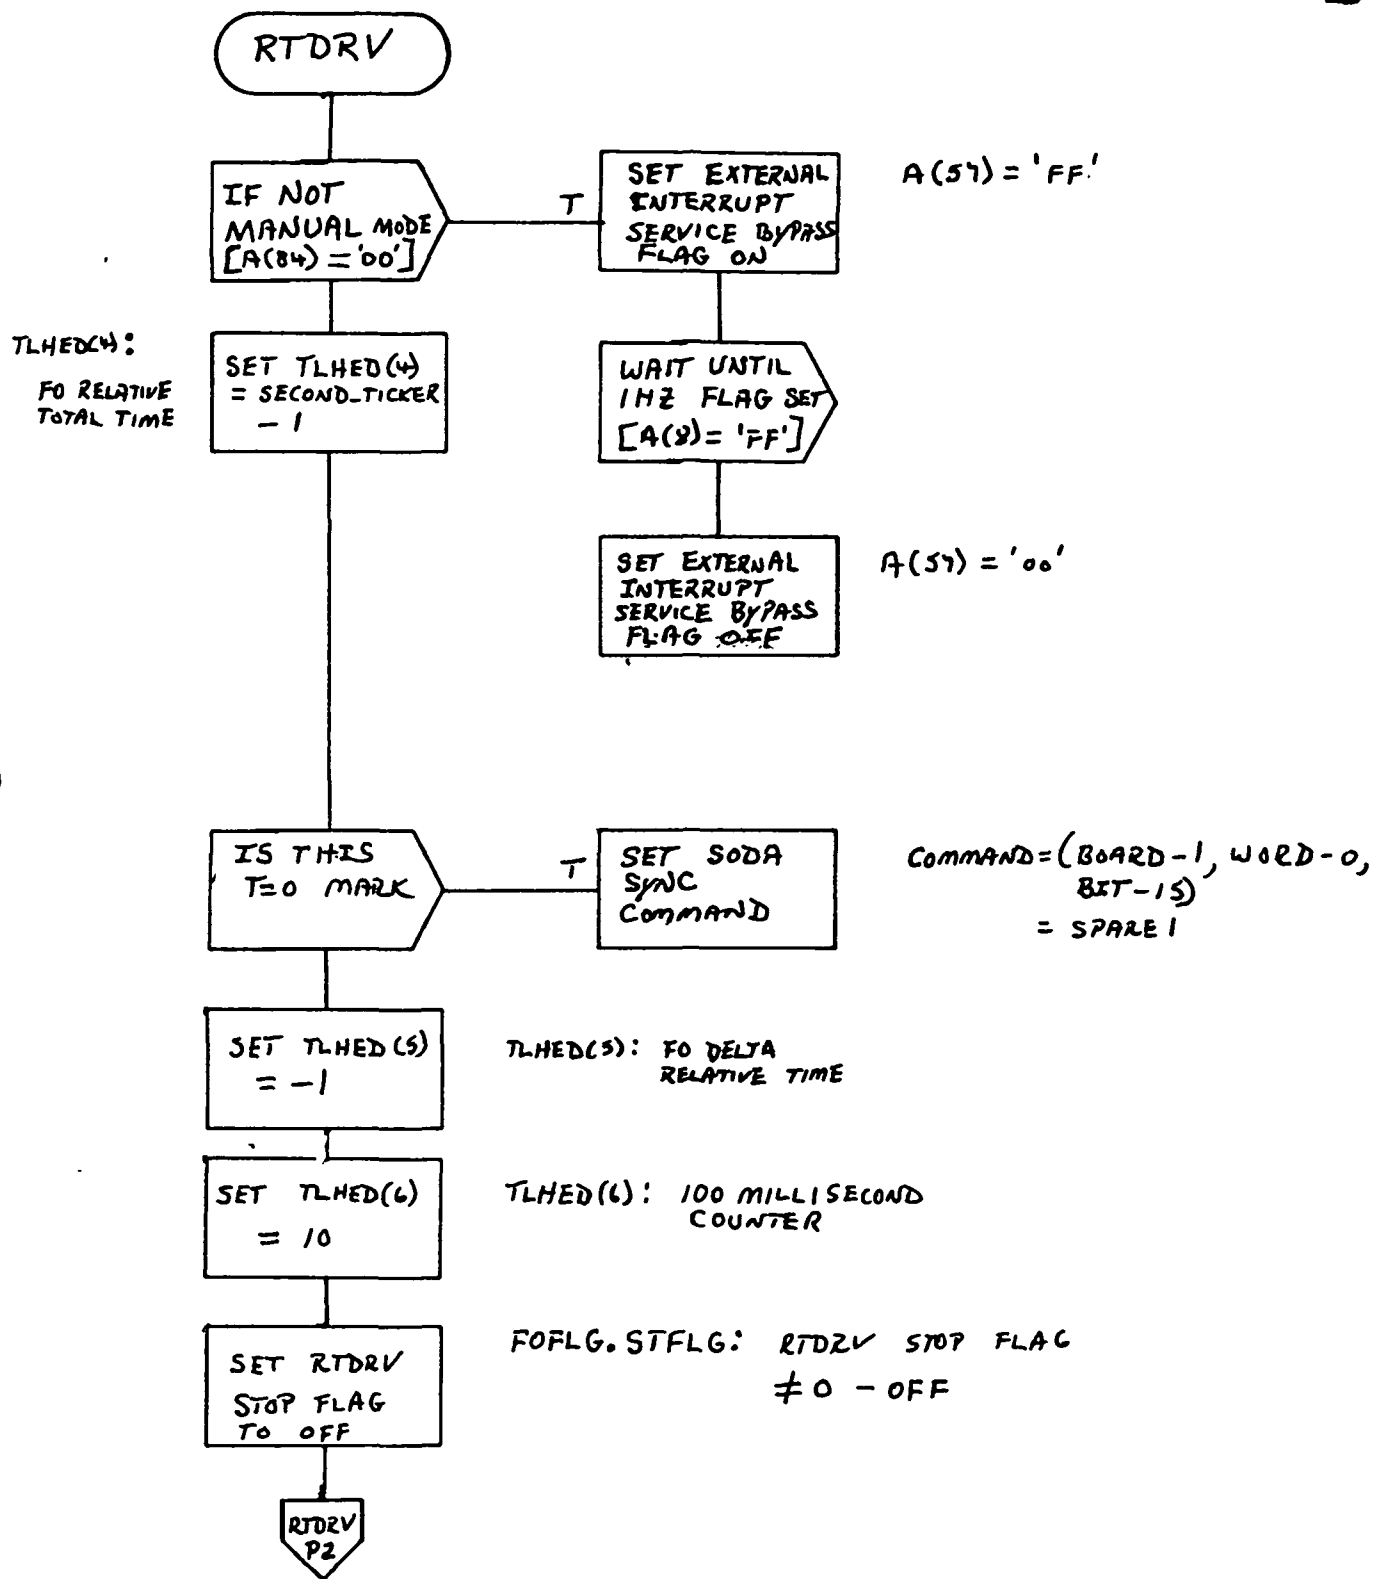 RTDRV
IF NOT
MANUAL MODE
[A(84) = '00']
T
SET EXTERNAL
INTERRUPT
SERVICE BYPASS
FLAG ON
A(57) = 'FF'
TLHED(4):
FO RELATIVE
TOTAL TIME
SET TLHED(4)
= SECOND_TICKER
- 1
WAIT UNTIL
1HZ FLAG SET
[A(8) = 'FF']
SET EXTERNAL
INTERRUPT
SERVICE BYPASS
FLAG OFF
A(57) = '00'
IS THIS
T=0 MARK
T
SET SODA
SYNC
COMMAND
COMMAND=(BOARD-1, WORD-0,
BIT-15)
= SPARE 1
SET TLHED(5)
= -1
TLHED(5): FO DELTA
RELATIVE TIME
SET TLHED(6)
= 10
TLHED(6): 100 MILLISECOND
COUNTER
SET RTDRV
STOP FLAG
TO OFF
FOFLG.STFLG: RTDRV STOP FLAG
≠ 0 - OFF
RTDRV
P2